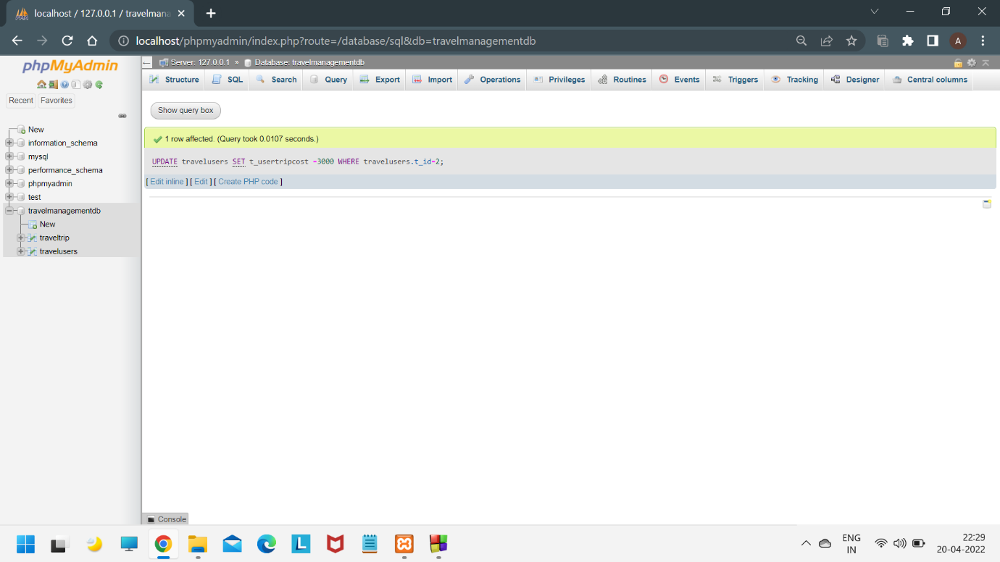 localhost / 127.0.0.1 / travelmana
localhost/phpmyadmin/index.php?route=/database/sql&db=travelmanagementdb
A
phpMyAdmin
Recent Favorites
New
information_schema
mysql
performance_schema
phpmyadmin
test
travelmanagementdb
New
traveltrip
travelusers
Server: 127.0.0.1 » Database: travelmanagementdb
Structure SQL Search Query Export Import Operations Privileges Routines Events Triggers Tracking Designer Central columns
Show query box
1 row affected. (Query took 0.0107 seconds.)
UPDATE travelusers SET t_usertripcost =3000 WHERE travelusers.t_id=2;
[ Edit inline ] [ Edit ] [ Create PHP code ]
Console
L
ENG
IN
22:29
20-04-2022